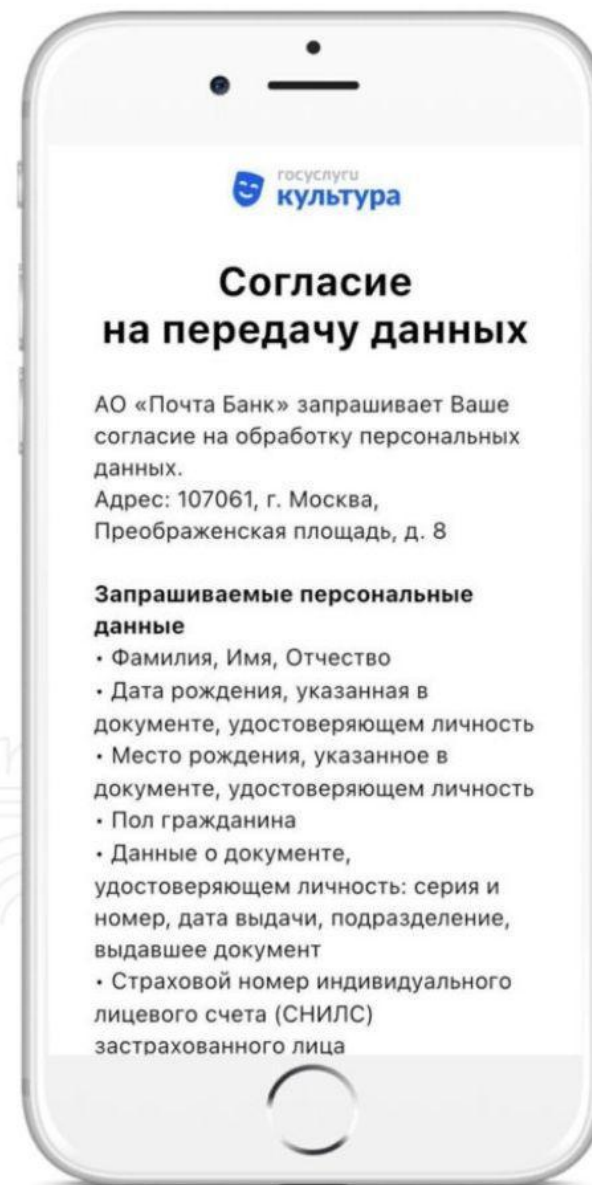 госуслуги
культура
Согласие
на передачу данных
АО «Почта Банк» запрашивает Ваше
согласие на обработку персональных
данных.
Адрес: 107061, г. Москва,
Преображенская площадь, д. 8
Запрашиваемые персональные
данные
• Фамилия, Имя, Отчество
• Дата рождения, указанная в
документе, удостоверяющем личность
• Место рождения, указанное в
документе, удостоверяющем личность
• Пол гражданина
• Данные о документе,
удостоверяющем личность: серия и
номер, дата выдачи, подразделение,
выдавшее документ
• Страховой номер индивидуального
лицевого счета (СНИЛС)
застрахованного лица